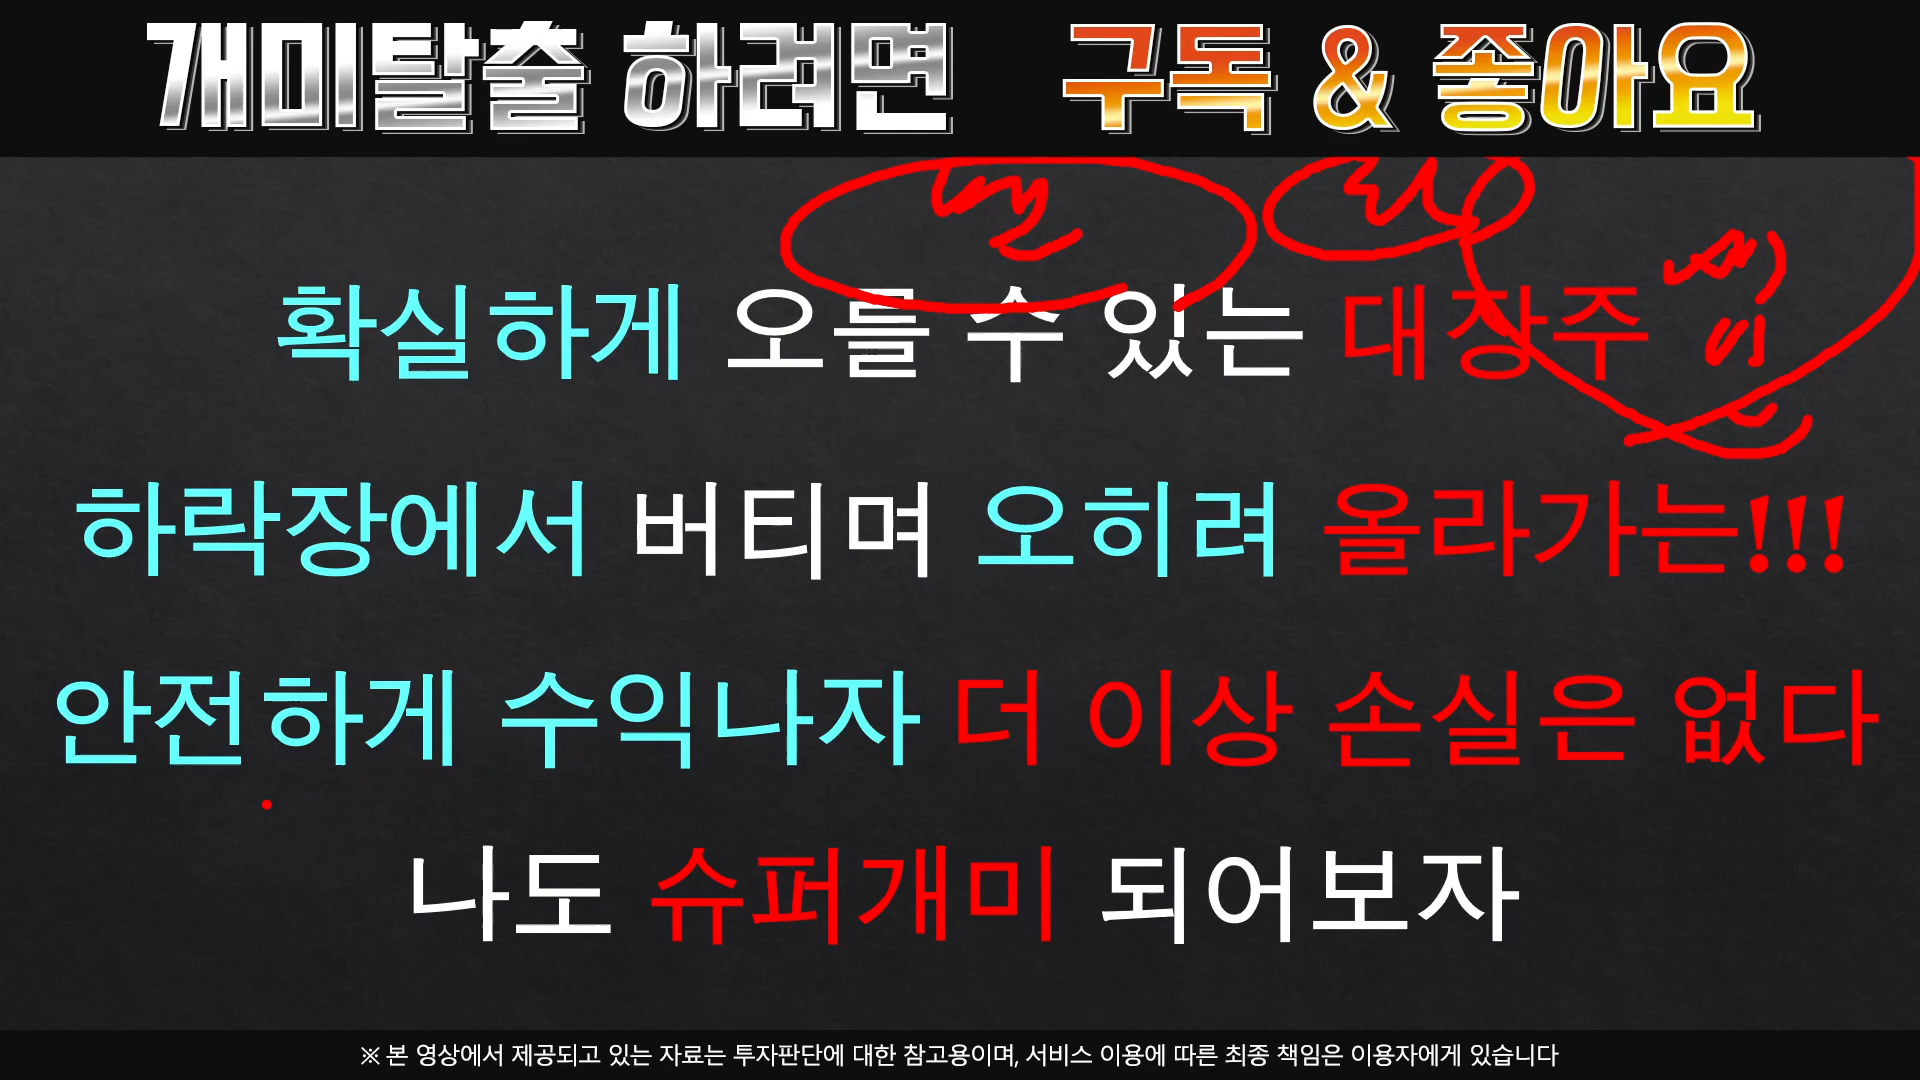 개미탈출 하려면 구독 & 좋아요
확실하게 오를 수 있는 대장주
하락장에서 버티며 오히려 올라가는!!!
안전하게 수익나자 더 이상 손실은 없다
나도 슈퍼개미 되어보자
※ 본 영상에서 제공되고 있는 자료는 투자판단에 대한 참고용이며, 서비스 이용에 따른 최종 책임은 이용자에게 있습니다